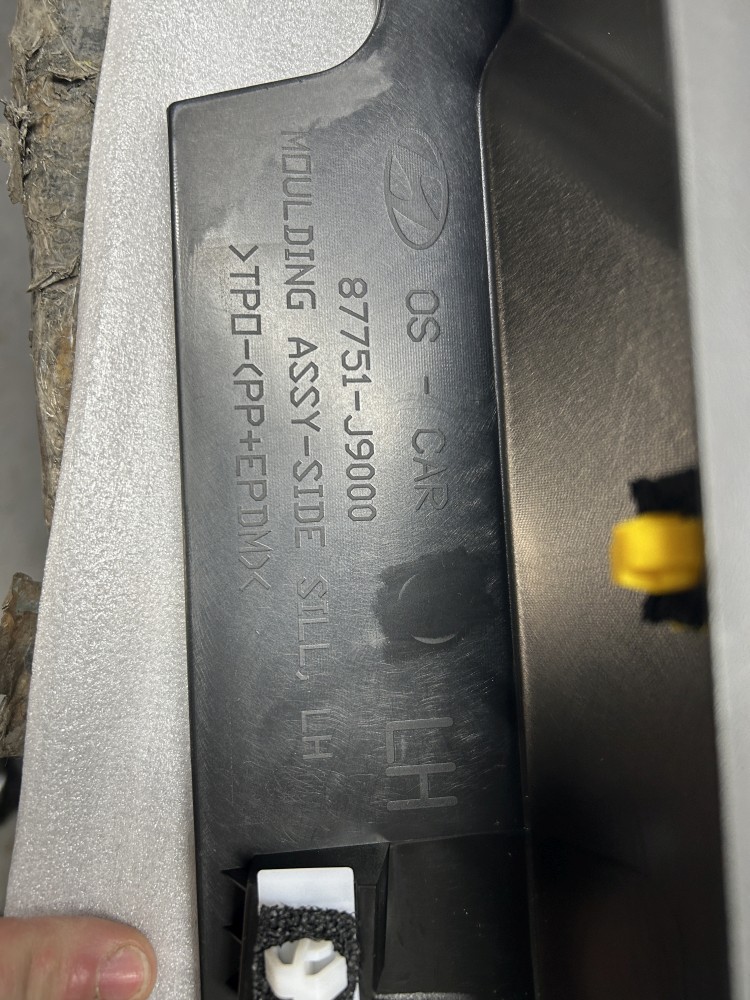 OS - CAR
87751-J9000
MOULDING ASSY-SIDE SILL, LH
>TPO-(PP+EPDM)<
LH